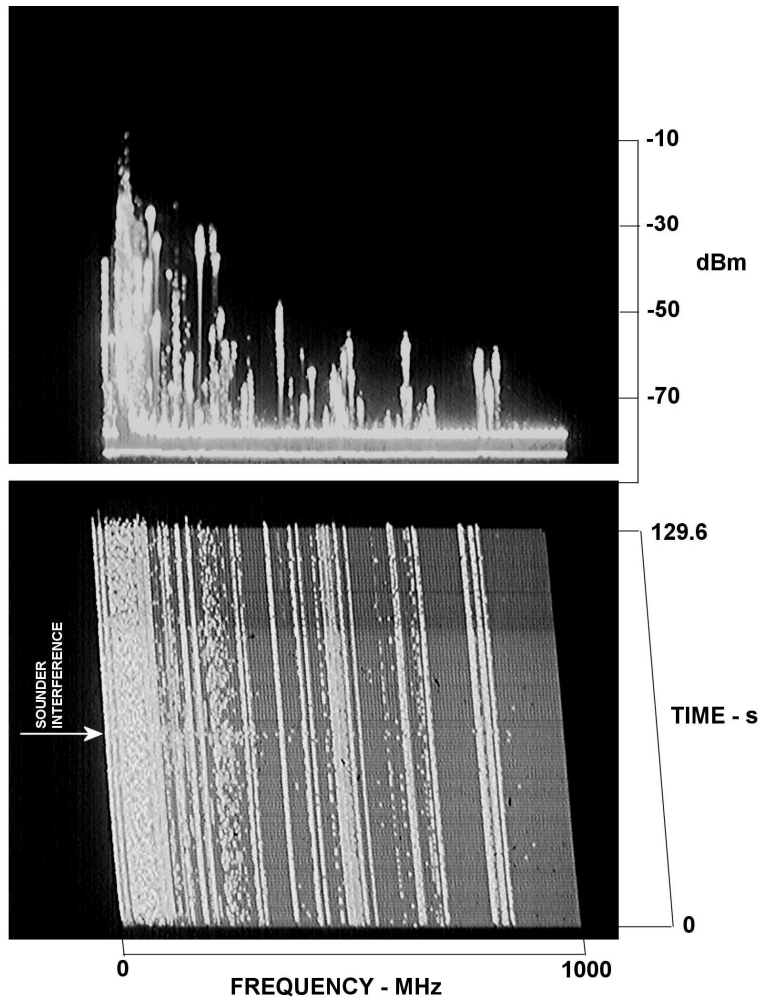 -10
-30
dBm
-50
-70
129.6
SOUNDER
INTERFERENCE
TIME - s
0
0
1000
FREQUENCY - MHz